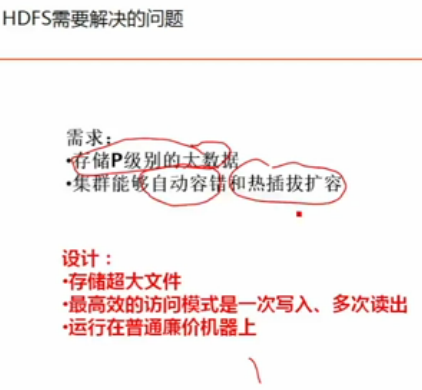 HDFS需要解决的问题
需求：
•存储P级别的大数据
•集群能够自动容错和热插拔扩容
设计：
•存储超大文件
•最高效的访问模式是一次写入、多次读出
•运行在普通廉价机器上